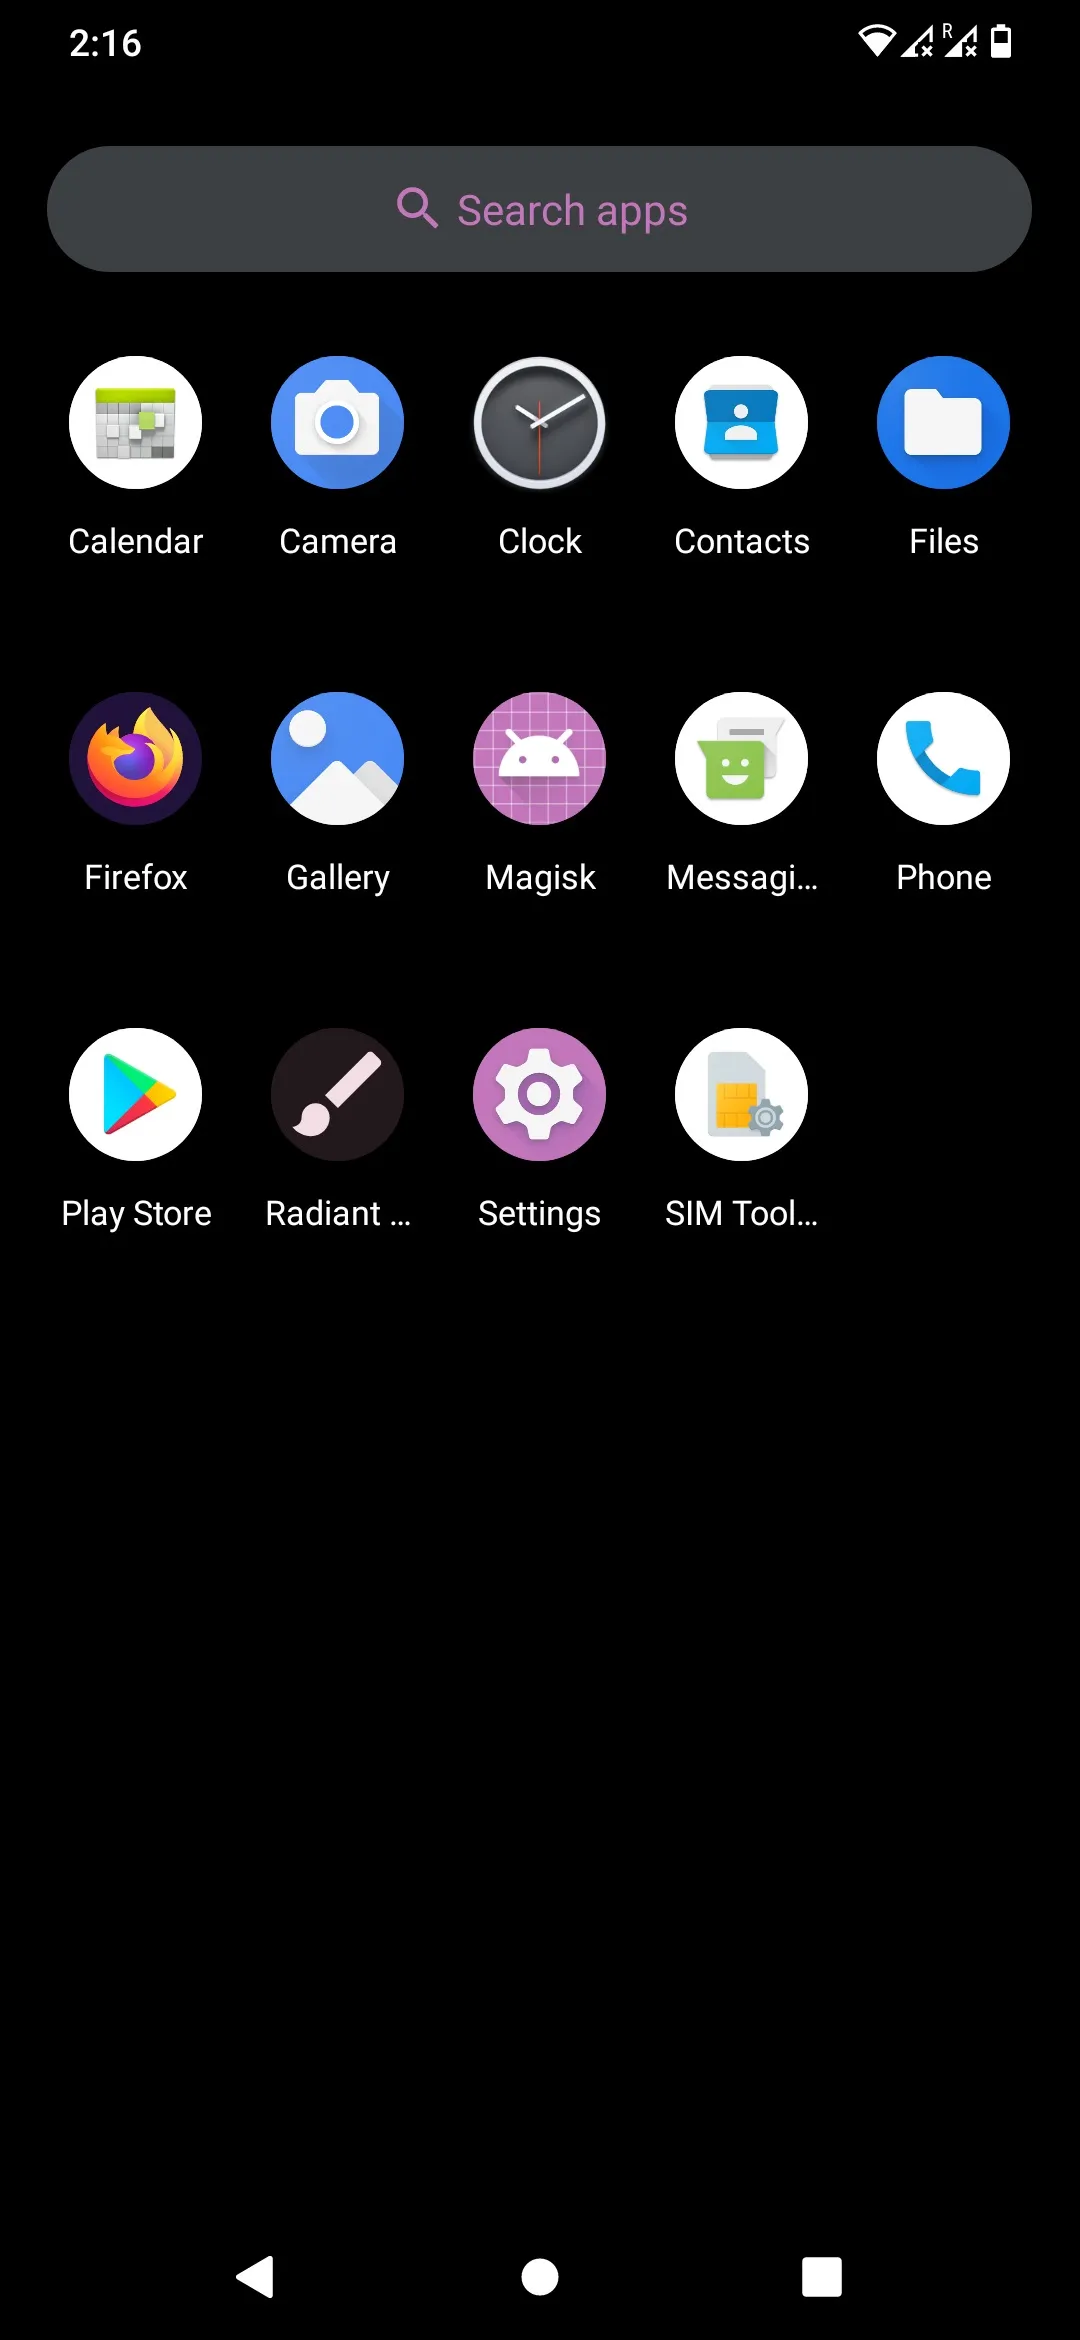 2:16
R
Search apps
Calendar
Camera
Clock
Contacts
Files
Firefox
Gallery
Magisk
Messagi...
Phone
Play Store
Radiant ...
Settings
SIM Tool...